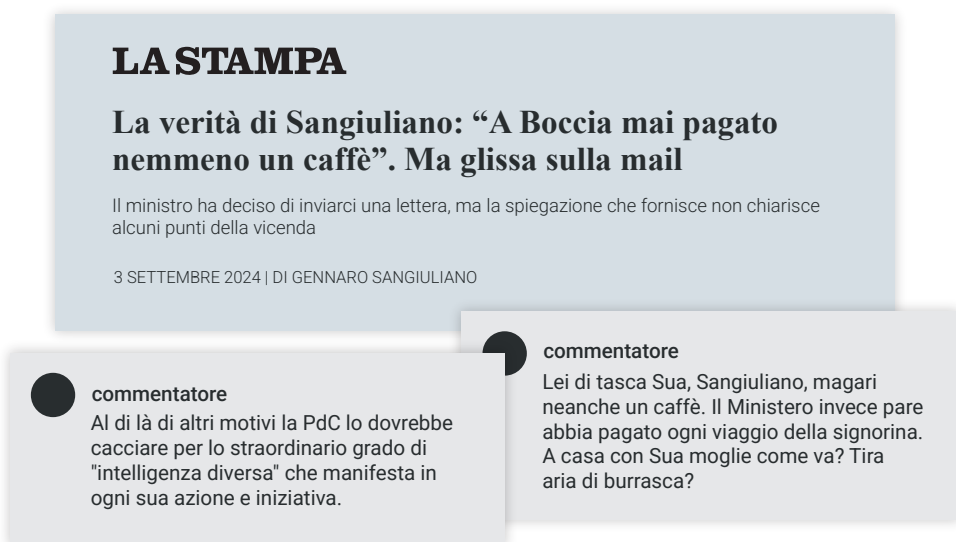 LA STAMPA
La verità di Sangiuliano: “A Boccia mai pagato
nemmeno un caffè”. Ma glissa sulla mail
Il ministro ha deciso di inviarci una lettera, ma la spiegazione che fornisce non chiarisce
alcuni punti della vicenda
3 SETTEMBRE 2024 | DI GENNARO SANGIULIANO
commentatore
Al di là di altri motivi la PdC lo dovrebbe
cacciare per lo straordinario grado di
"intelligenza diversa" che manifesta in
ogni sua azione e iniziativa.
commentatore
Lei di tasca Sua, Sangiuliano, magari
neanche un caffè. Il Ministero invece pare
abbia pagato ogni viaggio della signorina.
A casa con Sua moglie come va? Tira
aria di burrasca?